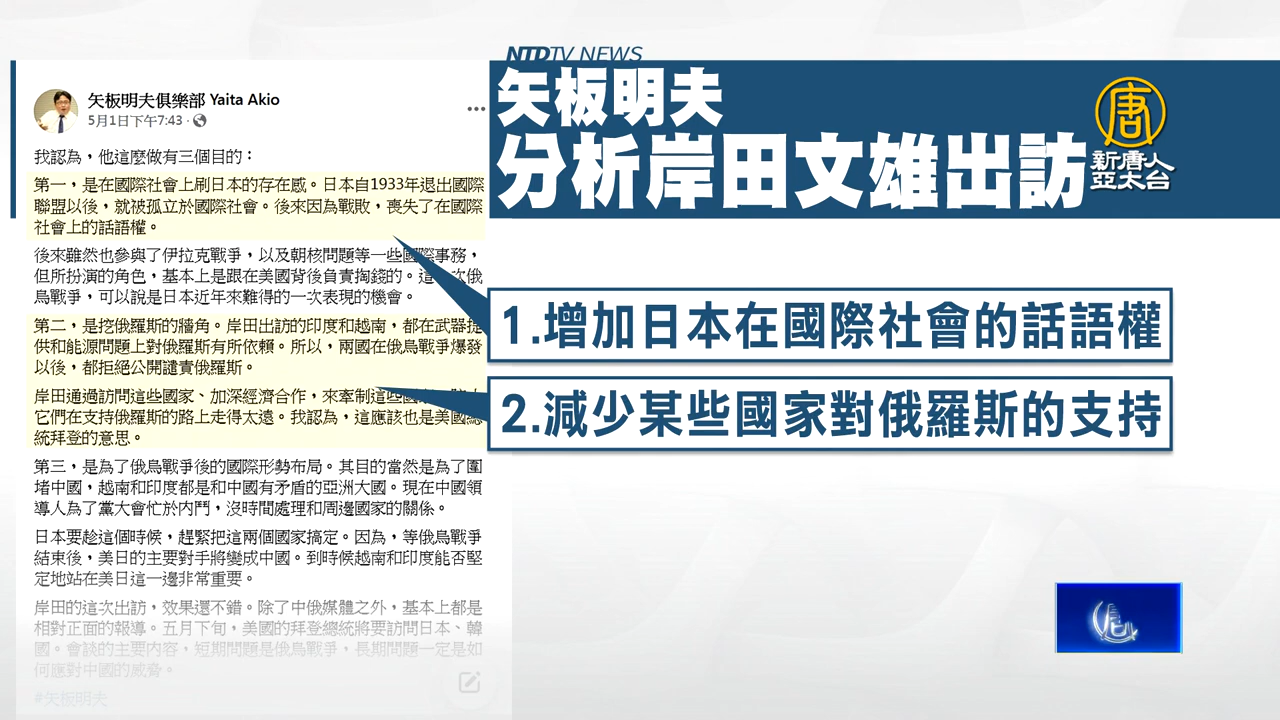 NTDTV NEWS
矢板明夫
分析岸田文雄出訪
唐
新唐人
亞太台
矢板明夫俱樂部 Yaita Akio
5月1日下午7:43
我認為，他這麼做有三個目的：
第一，是在國際社會上刷日本的存在感。日本自1933年退出國際
聯盟以後，就被孤立於國際社會。後來因為戰敗，喪失了在國際
社會上的話語權。
後來雖然也參與了伊拉克戰爭，以及朝核問題等一些國際事務，
但所扮演的角色，基本上是跟在美國背後負責掏錢的。這一次俄
烏戰爭，可以說是日本近年來難得的一次表現的機會。
第二，是挖俄羅斯的牆角。岸田出訪的印度和越南，都在武器提
供和能源問題上對俄羅斯有所依賴。所以，兩國在俄烏戰爭爆發
以後，都拒絕公開譴責俄羅斯。
岸田通過訪問這些國家、加深經濟合作，來牽制這些
它們在支持俄羅斯的路上走得太遠。我認為，這應該也是美國總
統拜登的意思。
第三，是為了俄烏戰爭後的國際形勢布局。其目的當然是為了圍
堵中國，越南和印度都是和中國有矛盾的亞洲大國。現在中國領
導人為了黨大會忙於內鬥，沒時間處理和周邊國家的關係。
日本要趁這個時候，趕緊把這兩個國家搞定。因為，等俄烏戰爭
結束後，美日的主要對手將變成中國。到時候越南和印度能否堅
定地站在美日這一邊非常重要。
岸田的這次出訪，效果還不錯。除了中俄媒體之外，基本上都是
相對正面的報導。五月下旬，美國的拜登總統將要訪問日本、韓
國。會談的主要內容，短期問題是俄烏戰爭，長期問題一定是如
何應對中國的威脅。
#矢板明夫
1.增加日本在國際社會的話語權
2.減少某些國家對俄羅斯的支持